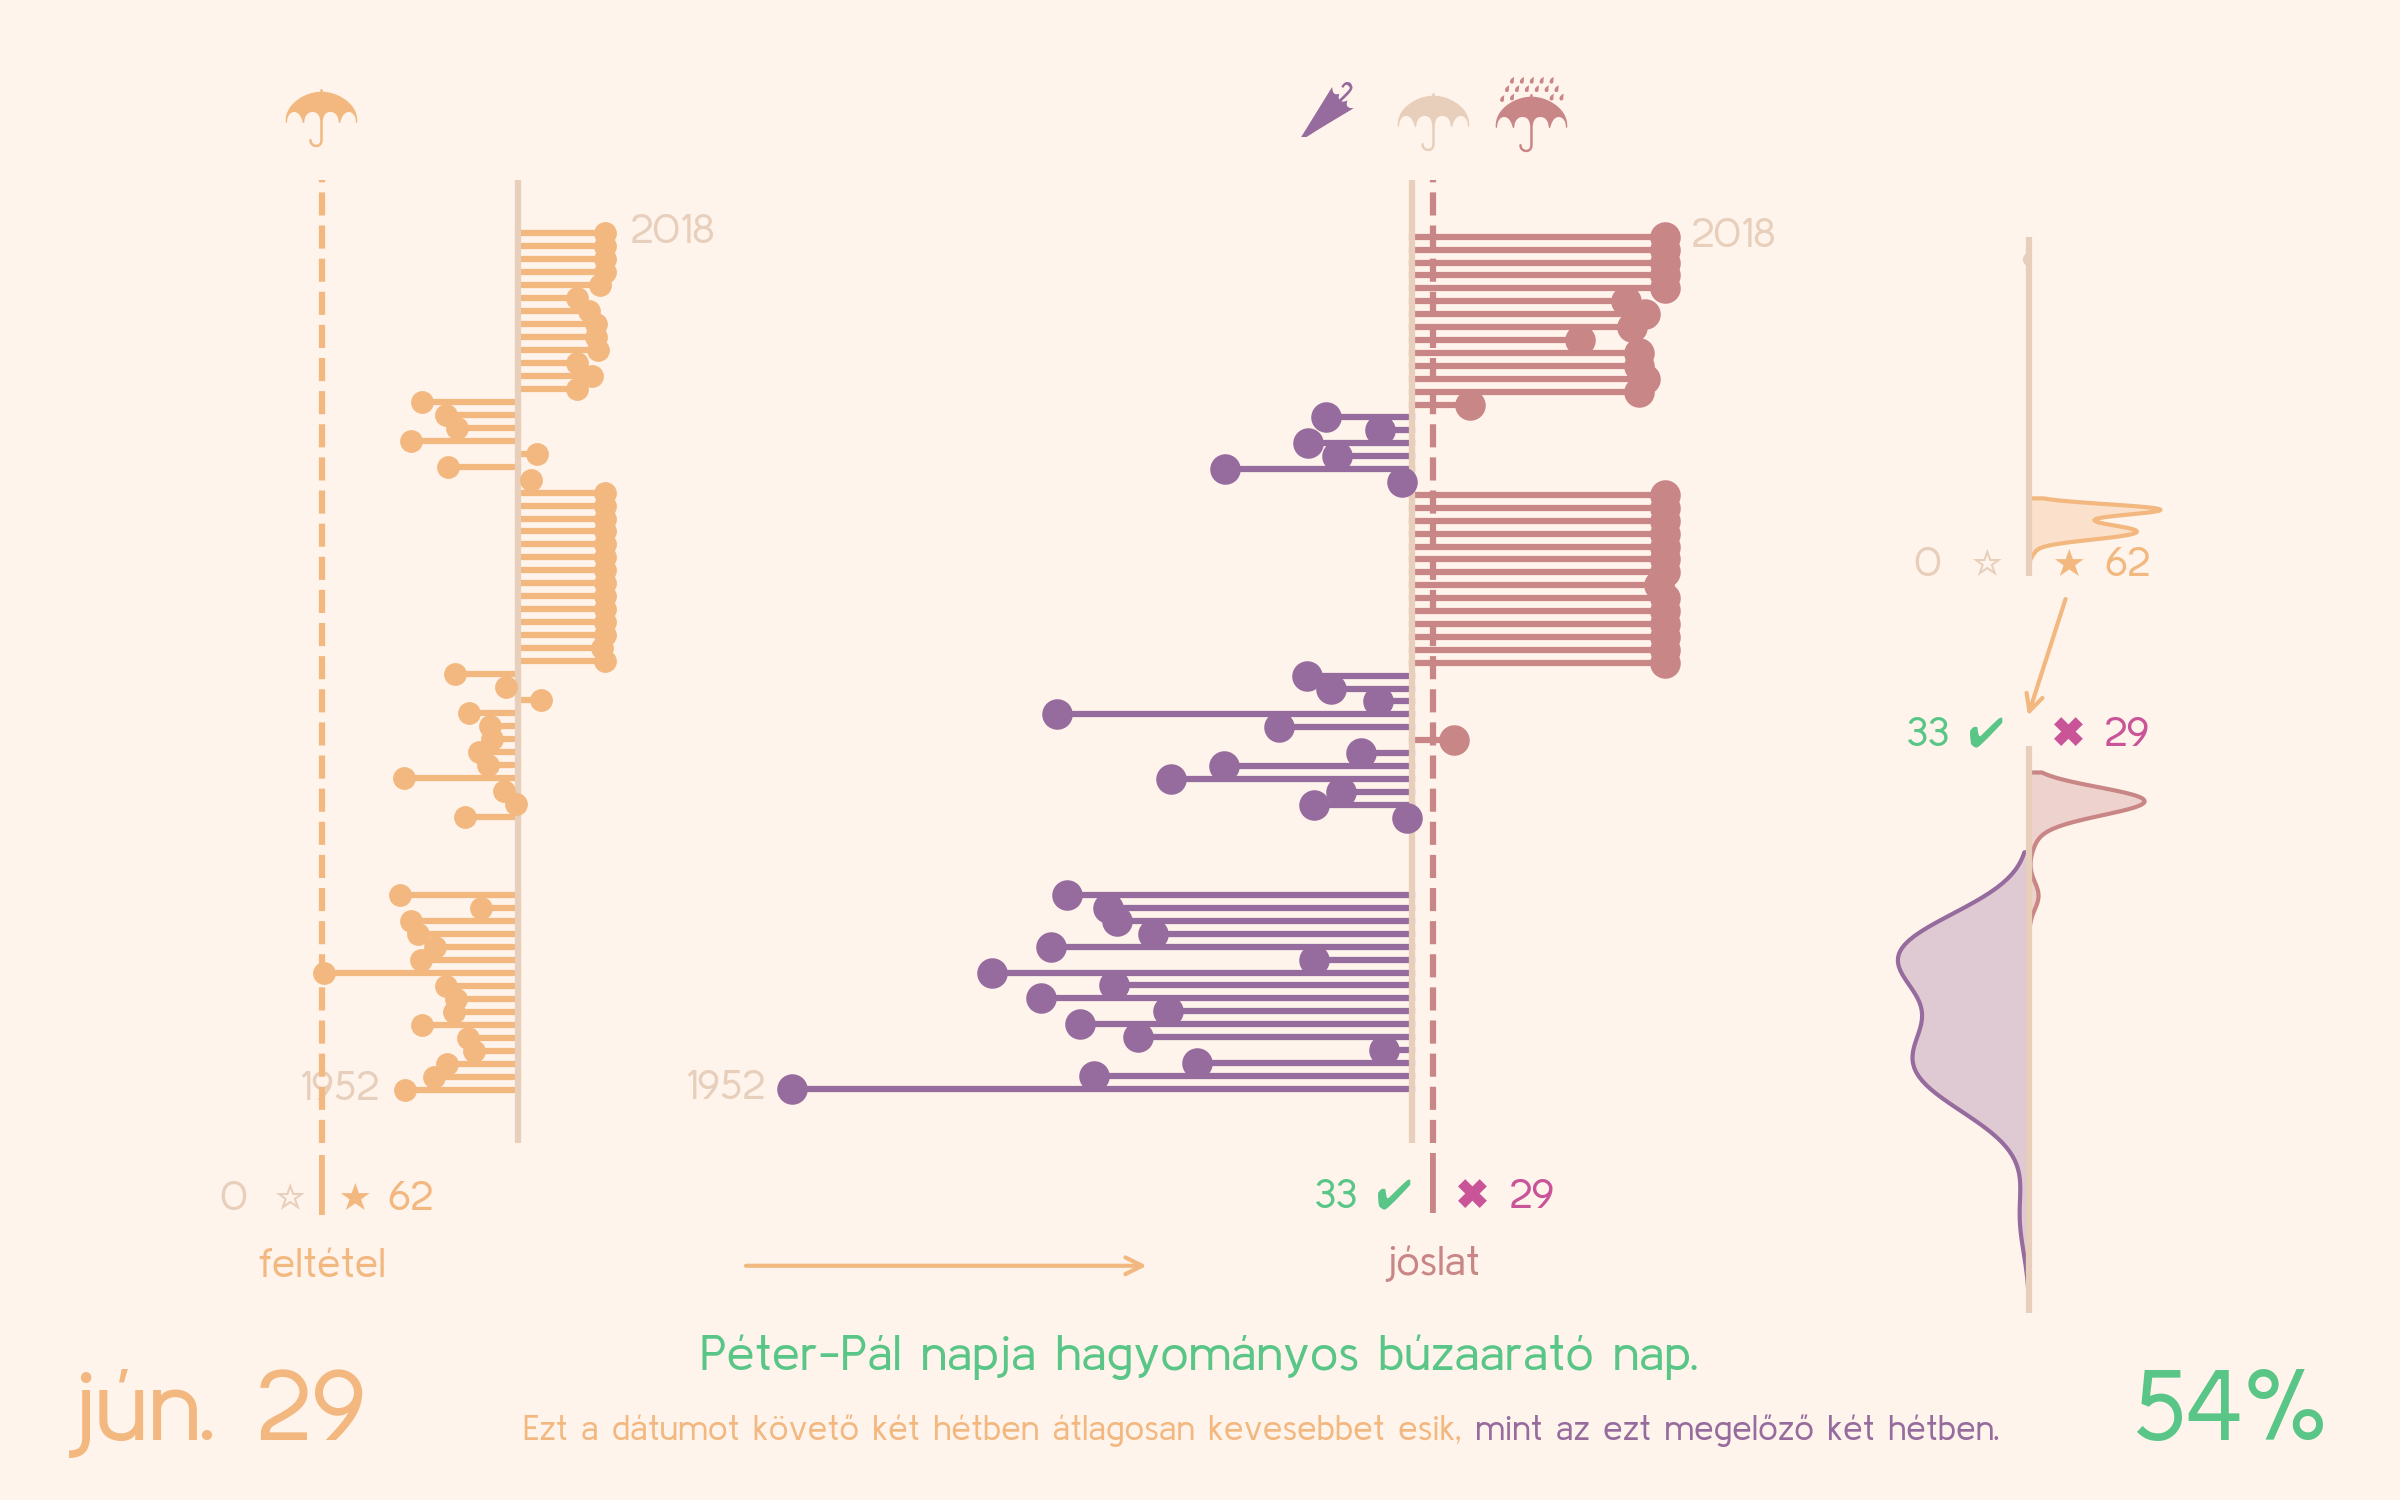 2018
2018
0 ☆ ★ 62
33 ✔ ✖ 29
1952
1952
0 ☆ ★ 62
33 ✔ ✖ 29
feltétel
jóslat
Péter-Pál napja hagyományos búzaarató nap.
jún. 29
Ezt a dátumot követő két hétben átlagosan kevesebbet esik, mint az ezt megelőző két hétben.
54%